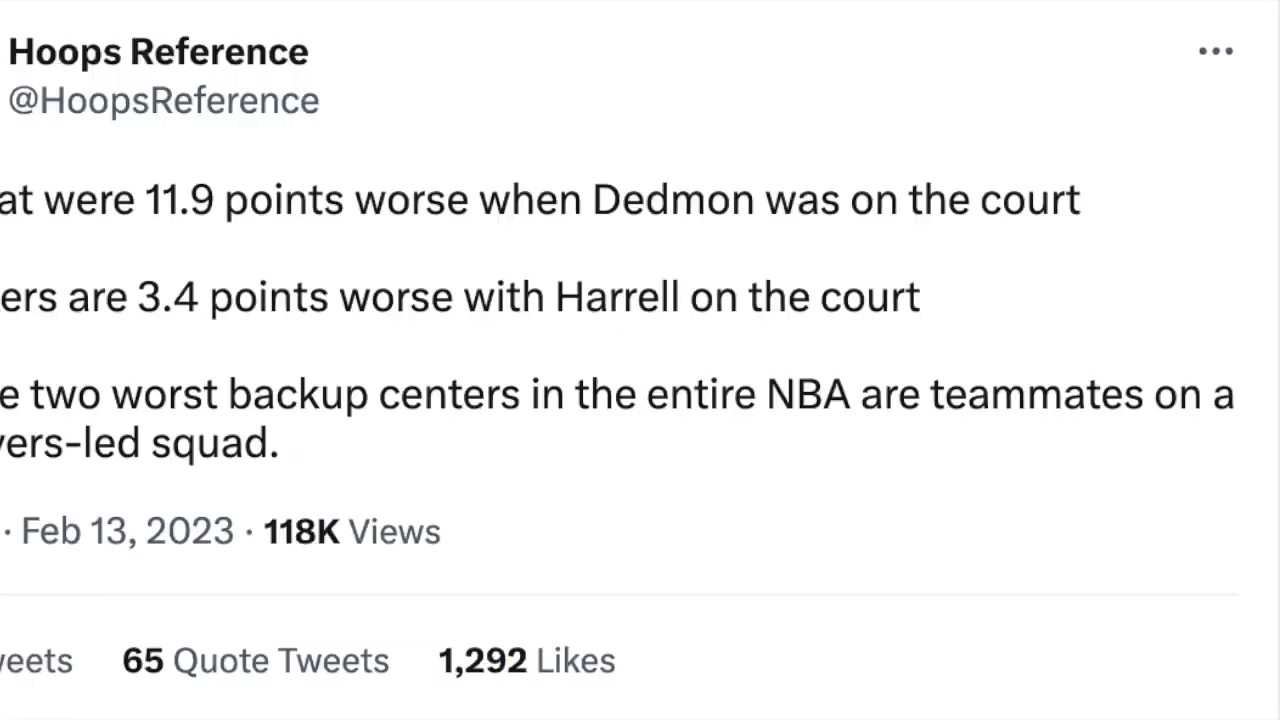 Hoops Reference
@HoopsReference
at were 11.9 points worse when Dedmon was on the court
ers are 3.4 points worse with Harrell on the court
e two worst backup centers in the entire NBA are teammates on a
vers-led squad.
· Feb 13, 2023 · 118K Views
weets 65 Quote Tweets 1,292 Likes